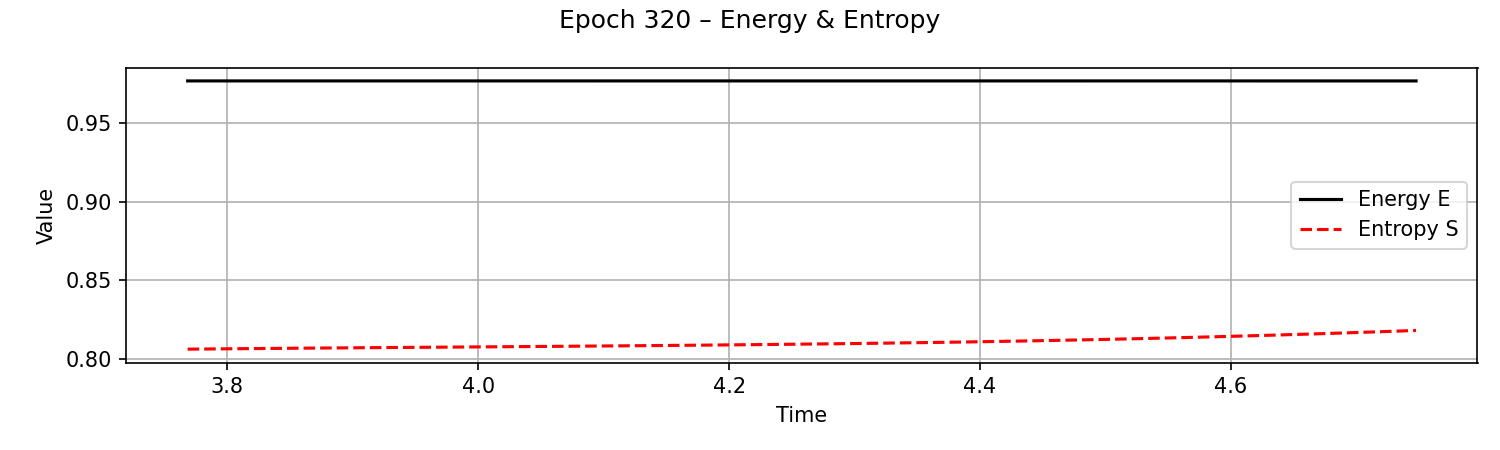 Epoch 320 – Energy & Entropy
Value
0.95
0.90
0.85
0.80
Energy E
Entropy S
3.8 4.0 4.2 4.4 4.6
Time